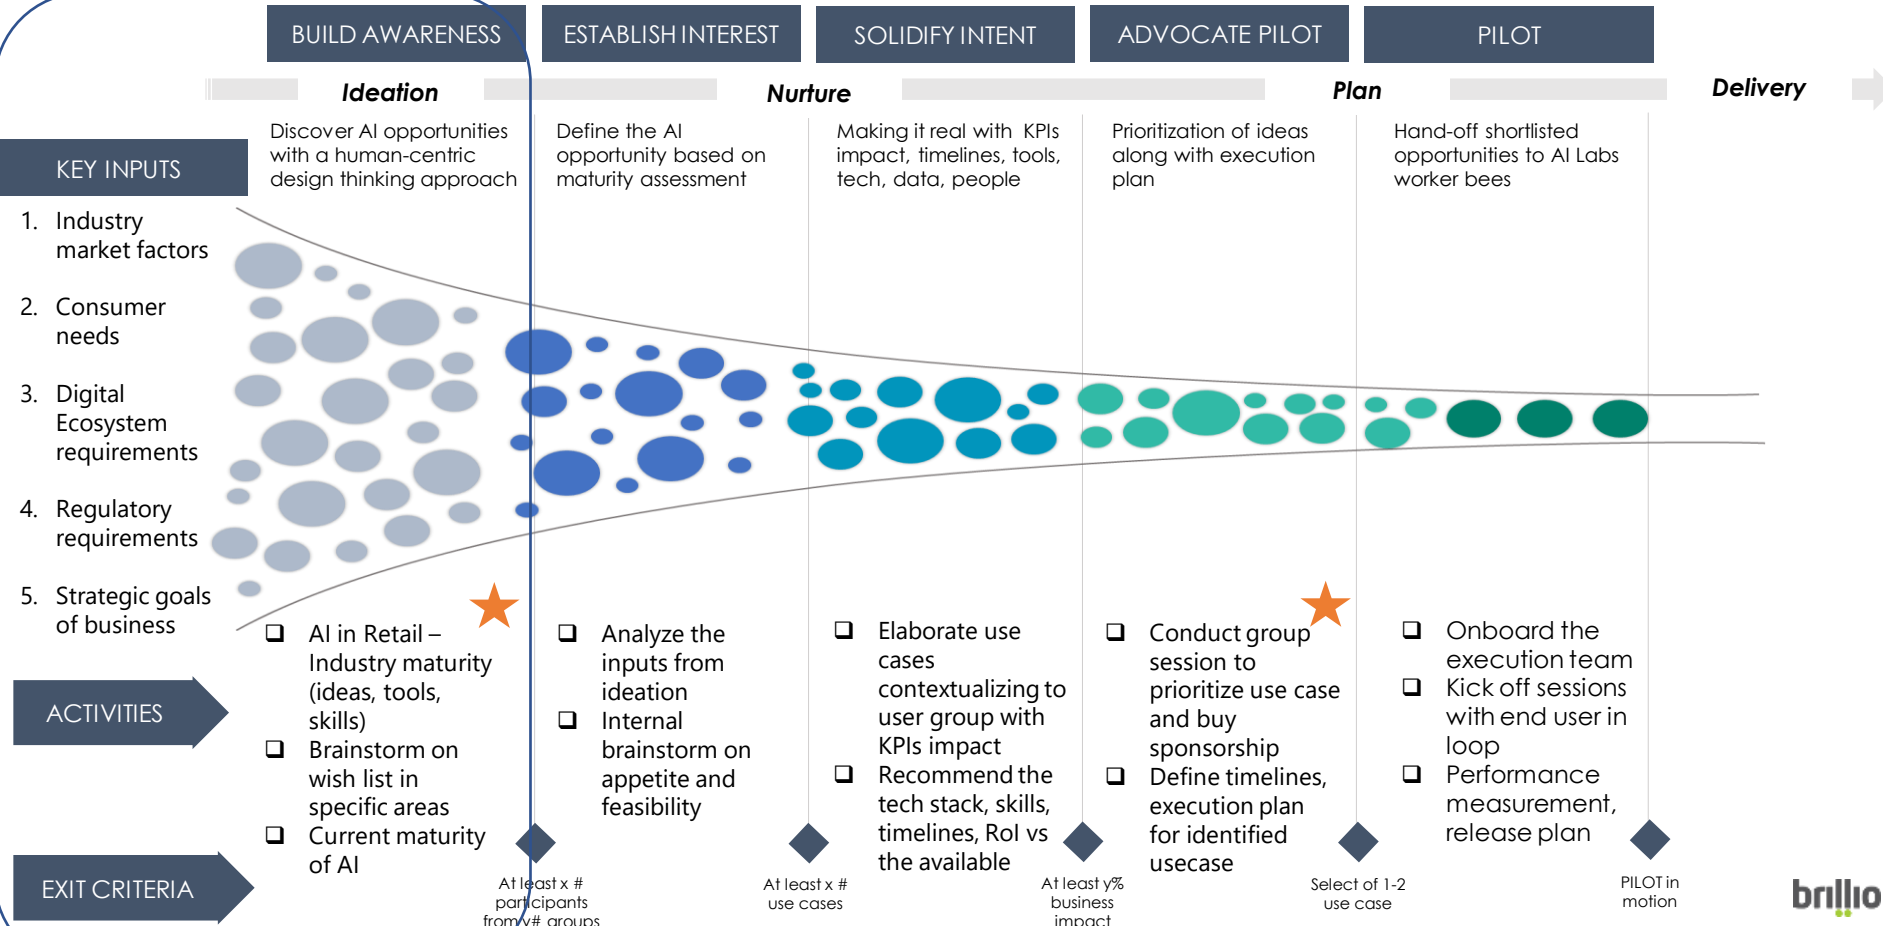 BUILD AWARENESS
ESTABLISH INTEREST
SOLIDIFY INTENT
ADVOCATE PILOT
PILOT
Ideation
Nurture
Plan
Delivery
KEY INPUTS
Discover AI opportunities
with a human-centric
design thinking approach
Define the AI
opportunity based on
maturity assessment
Making it real with KPIs
impact, timelines, tools,
tech, data, people
Prioritization of ideas
along with execution
plan
Hand-off shortlisted
opportunities to AI Labs
worker bees
1. Industry
market factors
2. Consumer
needs
3. Digital
Ecosystem
requirements
4. Regulatory
requirements
5. Strategic goals
of business
ACTIVITIES
❑ AI in Retail –
Industry maturity
(ideas, tools,
skills)
❑ Brainstorm on
wish list in
specific areas
❑ Current maturity
of AI
❑ Analyze the
inputs from
ideation
❑ Internal
brainstorm on
appetite and
feasibility
❑ Elaborate use
cases
contextualizing to
user group with
KPIs impact
❑ Recommend the
tech stack, skills,
timelines, RoI vs
the available
❑ Conduct group
session to
prioritize use case
and buy
sponsorship
❑ Define timelines,
execution plan
for identified
usecase
❑ Onboard the
execution team
❑ Kick off sessions
with end user in
loop
❑ Performance
measurement,
release plan
EXIT CRITERIA
At least x #
participants
from y# groups
At least x #
use cases
At least y%
business
impact
Select of 1-2
use case
PILOT in
motion
brillio